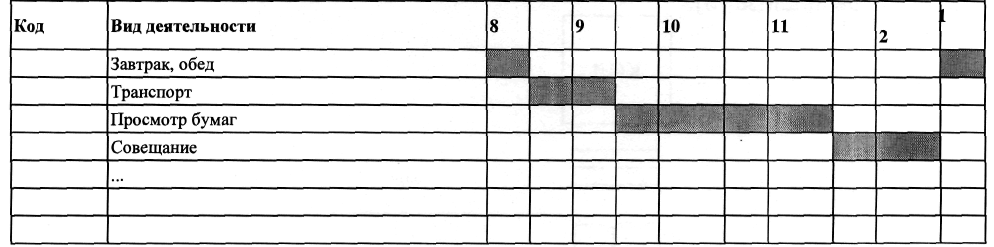 Код Вид деятельности 8 9 10 11 2 1
Завтрак, обед
Транспорт
Просмотр бумаг
Совещание
...